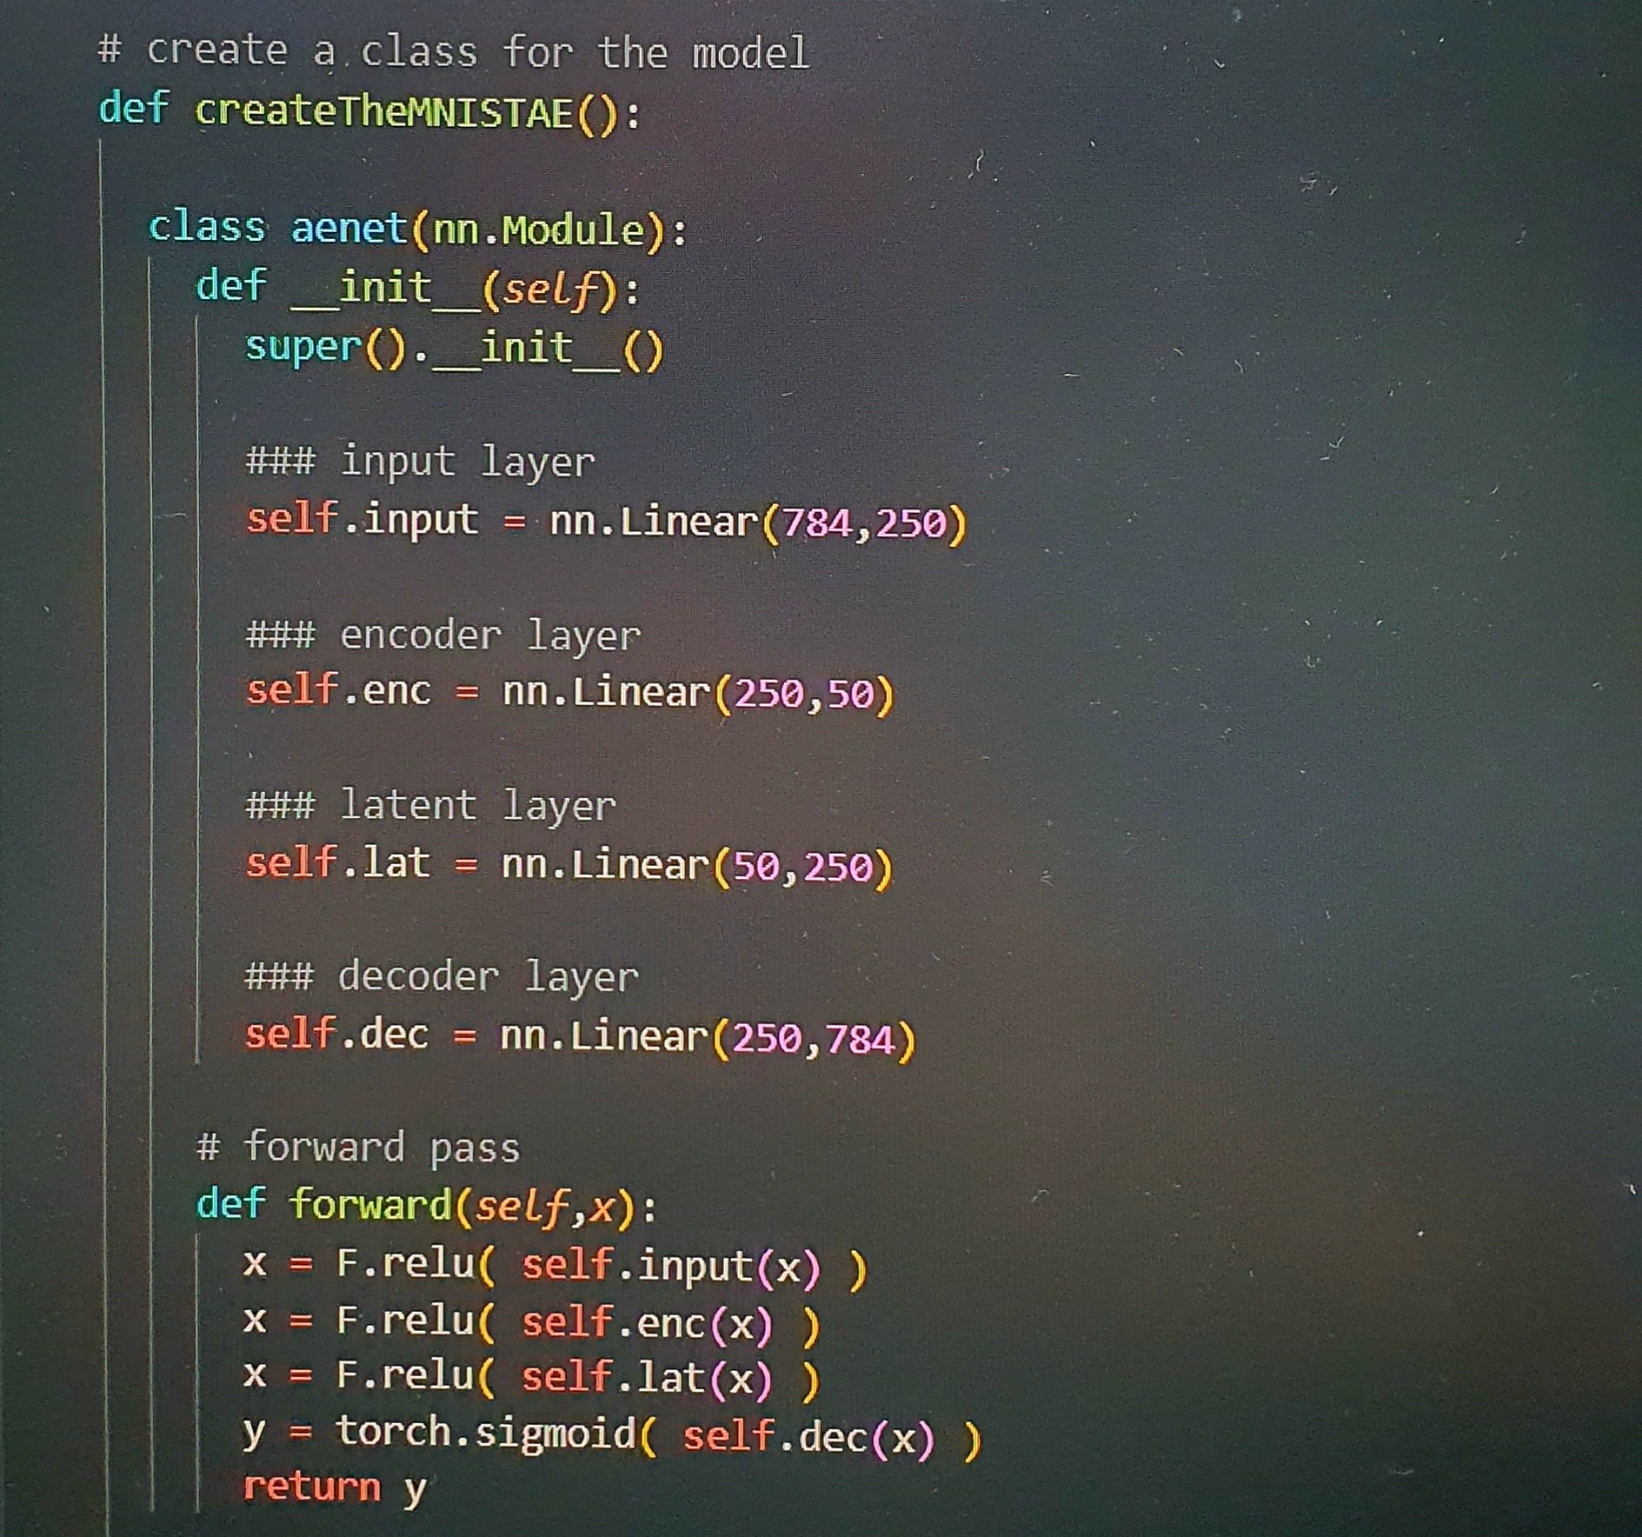 # create a class for the model
def createTheMNISTAE():
class aenet(nn.Module):
def __init__(self):
super().__init__()
### input layer
self.input = nn.Linear(784,250)
### encoder layer
self.enc = nn.Linear(250,50)
### latent layer
self.lat = nn.Linear(50,250)
### decoder layer
self.dec = nn.Linear(250,784)
# forward pass
def forward(self,x):
x = F.relu( self.input(x) )
x = F.relu( self.enc(x) )
x = F.relu( self.lat(x) )
y = torch.sigmoid( self.dec(x) )
return y